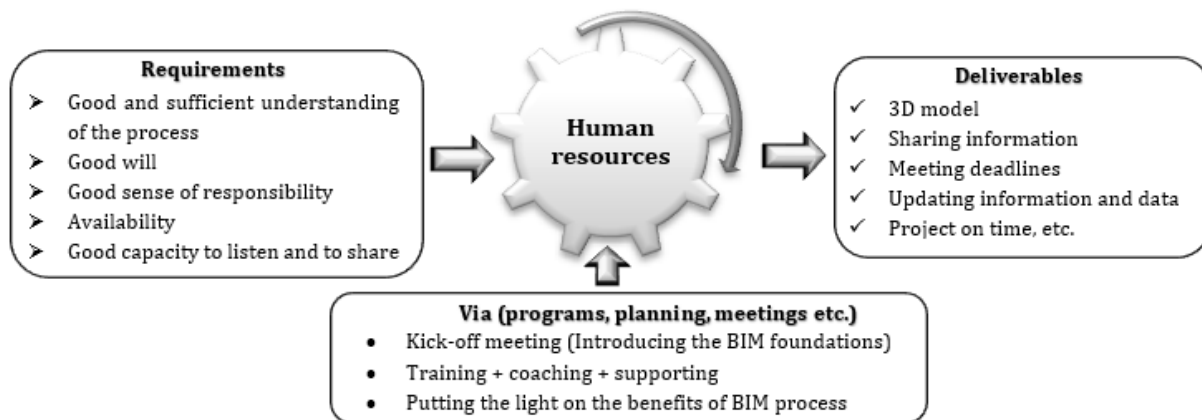 Requirements
➤ Good and sufficient understanding
of the process
➤ Good will
➤ Good sense of responsibility
➤ Availability
➤ Good capacity to listen and to share
Human
resources
Deliverables
✓ 3D model
✓ Sharing information
✓ Meeting deadlines
✓ Updating information and data
✓ Project on time, etc.
Via (programs, planning, meetings etc.)
• Kick-off meeting (Introducing the BIM foundations)
• Training + coaching + supporting
• Putting the light on the benefits of BIM process